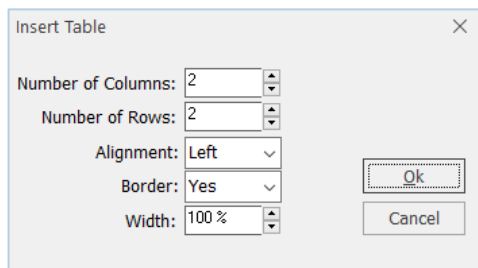 Insert Table
Number of Columns: 2
Number of Rows: 2
Alignment: Left
Border: Yes
Ok
Width: 100 %
Cancel